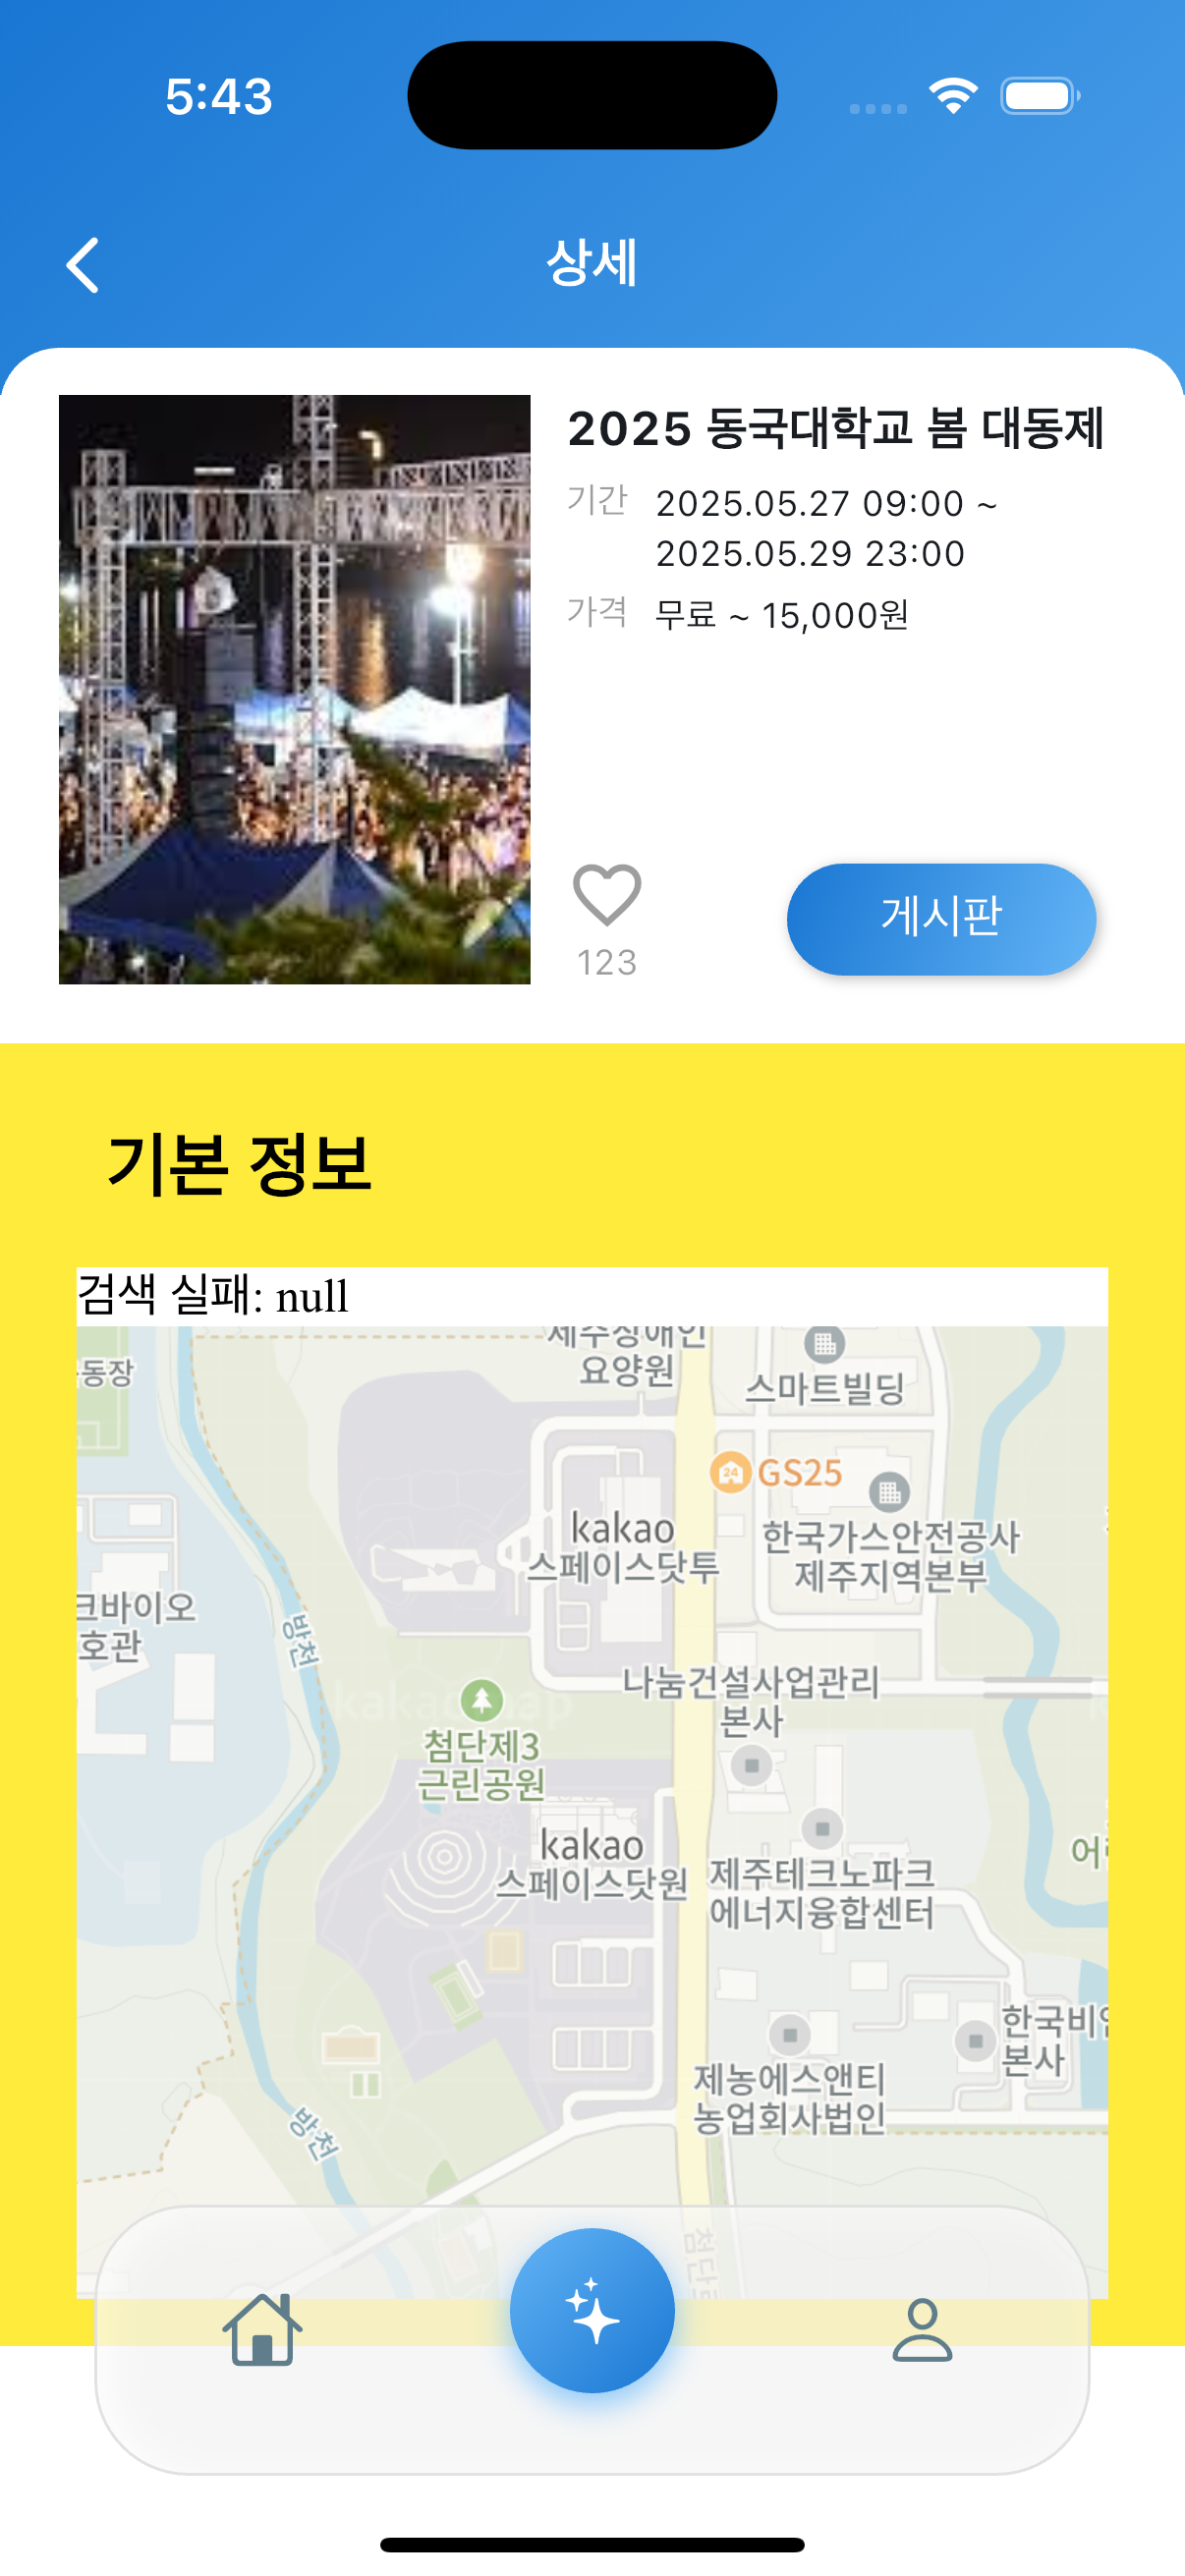 5:43
상세
2025 동국대학교 봄 대동제
기간 2025.05.27 09:00 ~
2025.05.29 23:00
가격 무료 ~ 15,000원
123
게시판
기본 정보
검색 실패: null
제주장애인
요양원
스마트빌딩
동장
24
GS25
kakao
스페이스닷투
한국가스안전공사
제주지역본부
크바이오
호관
방천
나눔건설사업관리
본사
첨단제3
근린공원
kakao
스페이스닷원
제주테크노파크
에너지융합센터
어
한국비
본사
제농에스앤티
농업회사법인
방천
첨단